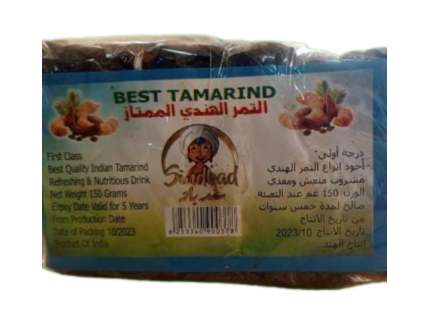 BEST TAMARIND
التمر الهندي الممتاز
First Class
Best Quality Indian Tamarind
Refreshing & Nutritious Drink
Net Weight 150 Grams
Expiry Date Valid for 5 Years
From Production Date
Date of Packing 10/2023
Product Of India
Sindbad
سندباد
درجة أولى"
أجود انواع التمر الهندي
مشروب منعش ومغذي
الوزن 150 غم عند التعبئة
صالح لمدة خمس سنوات
من تاريخ الانتاج
تاريخ الانتاج 2023/10
انتاج الهند